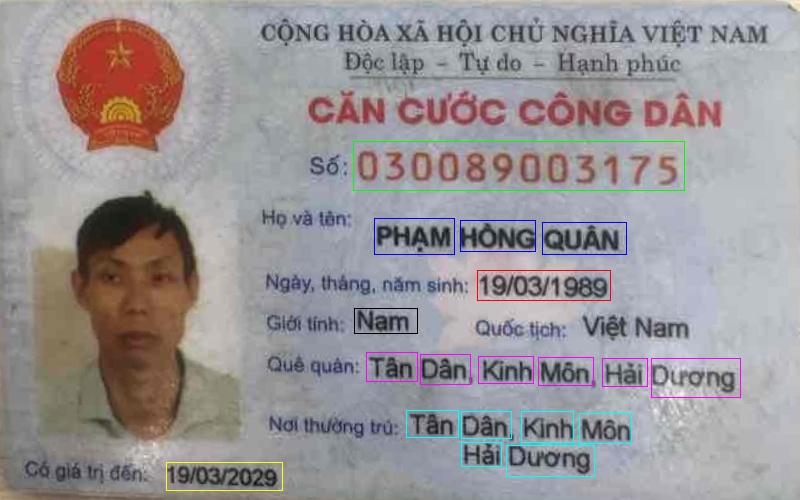 CỘNG HÒA XÃ HỘI CHỦ NGHĨA VIỆT NAM
Độc lập – Tự do – Hạnh phúc
CĂN CƯỚC CÔNG DÂN
Số: 030089003175
Họ và tên: PHẠM HỒNG QUÂN
Ngày, tháng, năm sinh: 19/03/1989
Giới tính: Nam Quốc tịch: Việt Nam
Quê quán: Tân Dân, Kinh Môn, Hải Dương
Nơi thường trú: Tân Dân, Kinh Môn
Hải Dương
Có giá trị đến: 19/03/2029